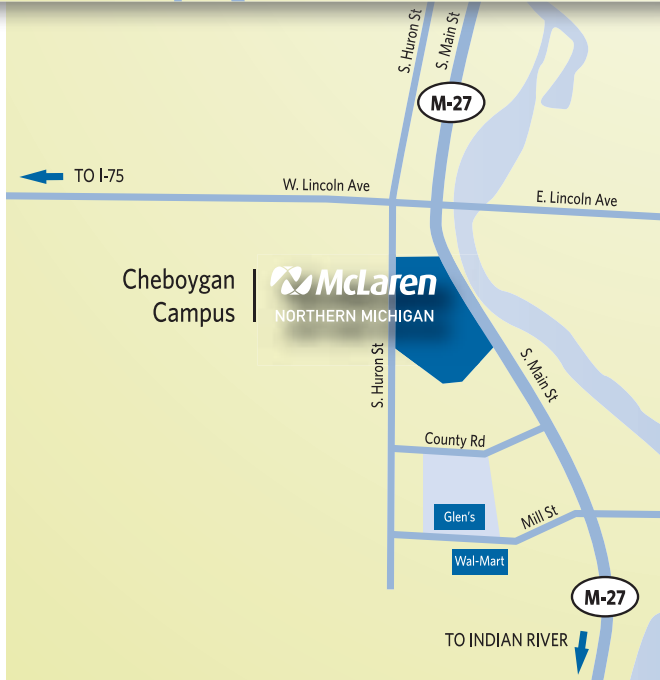 S. Huron St
S. Main St
M-27
TO I-75
W. Lincoln Ave
E. Lincoln Ave
Cheboygan
Campus
McLaren
NORTHERN MICHIGAN
S. Huron St
S. Main St
County Rd
Glen's
Mill St
Wal-Mart
M-27
TO INDIAN RIVER